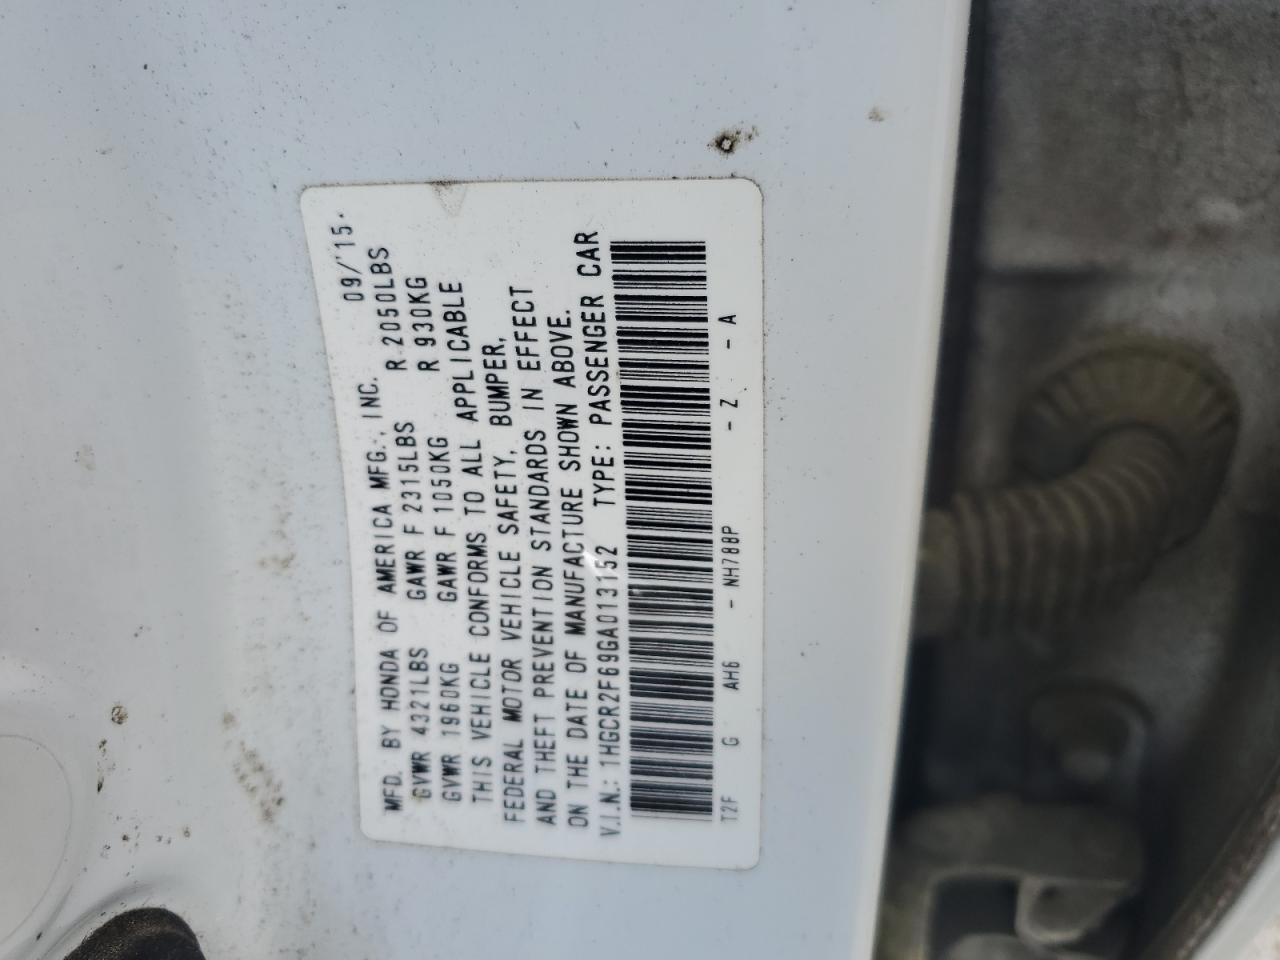 MFD. BY HONDA OF AMERICA MFG., INC. 09/'15.
GVWR 4321LBS GAWR F 2315LBS R 2050LBS
GVWR 1960KG GAWR F 1050KG R 930KG
THIS VEHICLE CONFORMS TO ALL APPLICABLE
FEDERAL MOTOR VEHICLE SAFETY, BUMPER,
AND THEFT PREVENTION STANDARDS IN EFFECT
ON THE DATE OF MANUFACTURE SHOWN ABOVE.
V.I.N.: 1HGCR2F69GA013152 TYPE: PASSENGER CAR
T2F G AH6 - NH788P - Z - A